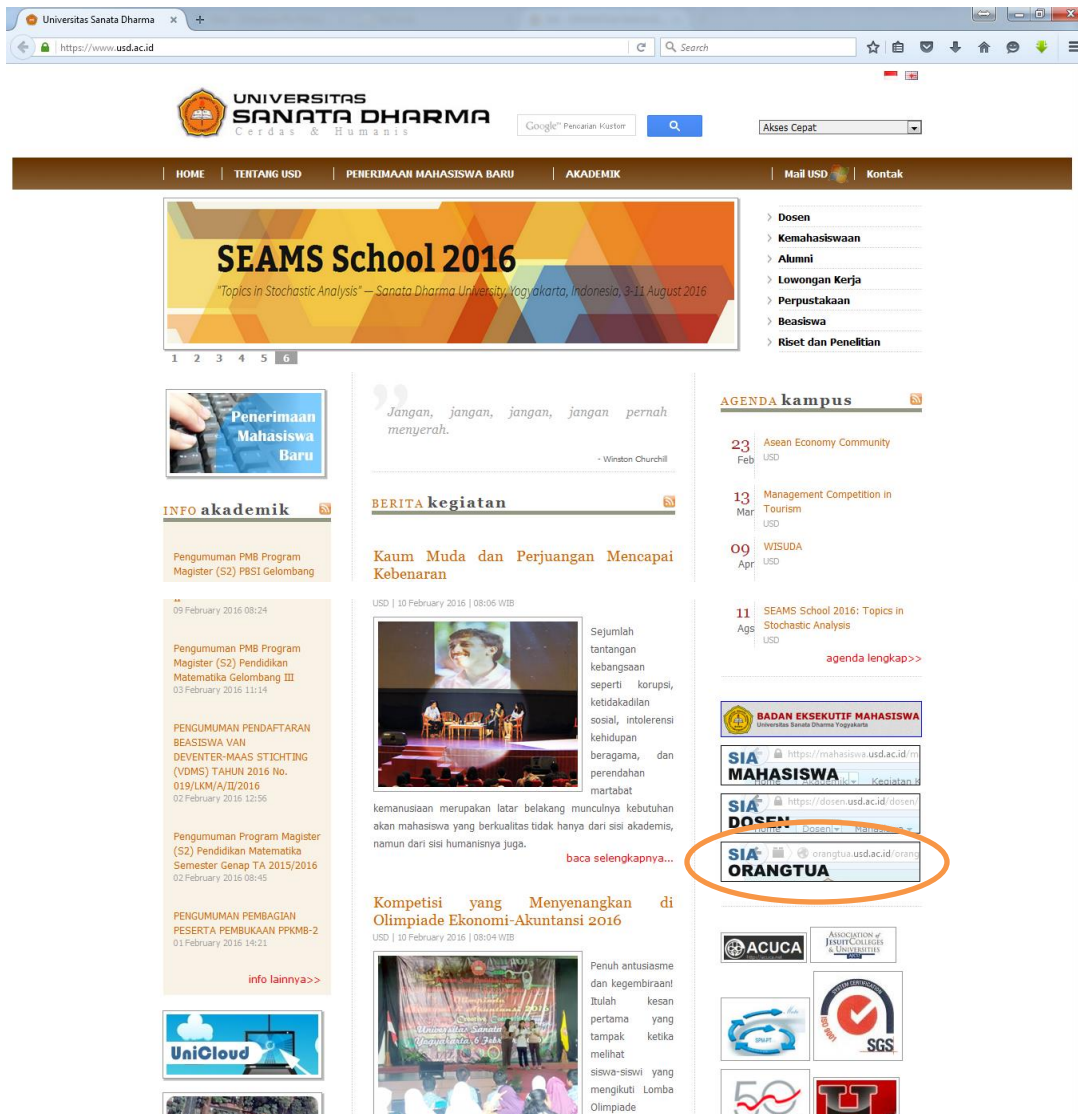 Universitas Sanata Dharma
https://www.usd.ac.id
Search
UNIVERSITAS
SANATA DHARMA
Cerdas & Humanis
Google™ Pencarian Kustom
Akses Cepat
HOME
TENTANG USD
PENERIMAAN MAHASISWA BARU
AKADEMIK
Mail USD
Kontak
SEAMS School 2016
"Topics in Stochastic Analysis" — Sanata Dharma University, Yogyakarta, Indonesia, 3-11 August 2016
1 2 3 4 5 6
Dosen
Kemahasiswaan
Alumni
Lowongan Kerja
Perpustakaan
Beasiswa
Riset dan Penelitian
Penerimaan
Mahasiswa
Baru
INFO akademik
Pengumuman PMB Program
Magister (S2) PBSI Gelombang
09 February 2016 08:24
Pengumuman PMB Program
Magister (S2) Pendidikan
Matematika Gelombang III
03 February 2016 11:14
PENGUMUMAN PENDAFTARAN
BEASISWA VAN
DEVENTER-MAAS STICHTING
(VDMS) TAHUN 2016 No.
019/LKM/A/II/2016
02 February 2016 12:56
Pengumuman Program Magister
(S2) Pendidikan Matematika
Semester Genap TA 2015/2016
02 February 2016 08:45
PENGUMUMAN PEMBAGIAN
PESERTA PEMBUKAAN PPKMB-2
01 February 2016 14:21
info lainnya>>
UniCloud
Jangan, jangan, jangan, jangan pernah
menyerah.
- Winston Churchill
BERITA kegiatan
Kaum Muda dan Perjuangan Mencapai
Kebenaran
USD | 10 February 2016 | 08:06 WIB
Sejumlah
tantangan
kebangsaan
seperti korupsi,
ketidakadilan
sosial, intolerensi
kehidupan
beragama, dan
perendahan
martabat
kemanusiaan merupakan latar belakang munculnya kebutuhan
akan mahasiswa yang berkualitas tidak hanya dari sisi akademis,
namun dari sisi humanisnya juga.
baca selengkapnya...
Kompetisi yang Menyenangkan di
Olimpiade Ekonomi-Akuntansi 2016
USD | 10 February 2016 | 08:04 WIB
Penuh antusiasme
dan kegembiraan!
Itulah kesan
pertama yang
tampak ketika
melihat
siswa-siswi yang
mengikuti Lomba
Olimpiade
AGENDA kampus
23 Feb
Asean Economy Community
USD
13 Mar
Management Competition in
Tourism
USD
09 Apr
WISUDA
USD
11 Ags
SEAMS School 2016: Topics in
Stochastic Analysis
USD
agenda lengkap>>
BADAN EKSEKUTIF MAHASISWA
Universitas Sanata Dharma Yogyakarta
SIA https://mahasiswa.usd.ac.id/m
MAHASISWA
SIA https://dosen.usd.ac.id/dosen/
DOSEN
SIA orangtua.usd.ac.id/orang
ORANGTUA
ACUCA
ASSOCIATION of
JESUIT COLLEGES
& UNIVERSITIES
SYSTEM CERTIFICATION
ISO 9001
SGS
50